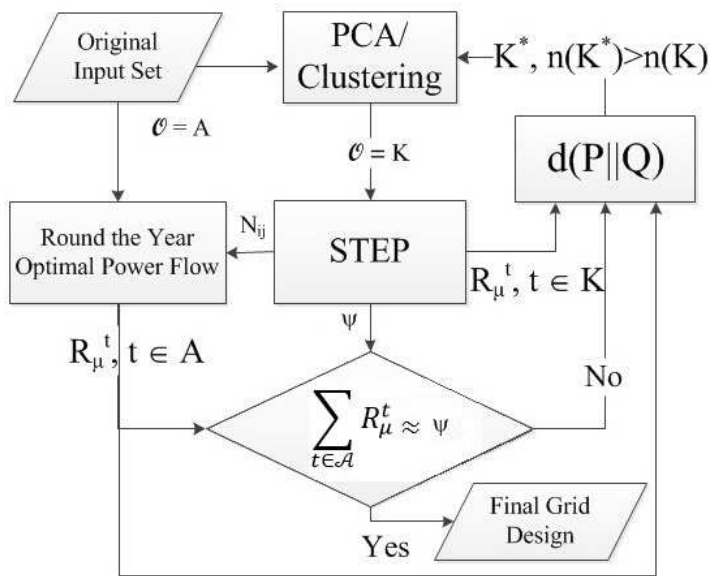 Original
Input Set
PCA/
Clustering
K*, n(K*)>n(K)
𝒪 = A
𝒪 = K
d(P||Q)
Round the Year
Optimal Power Flow
N_ij
STEP
R_μ^t, t ∈ K
R_μ^t, t ∈ A
ψ
∑_{t∈𝒜} R_μ^t ≈ ψ
No
Yes
Final Grid
Design